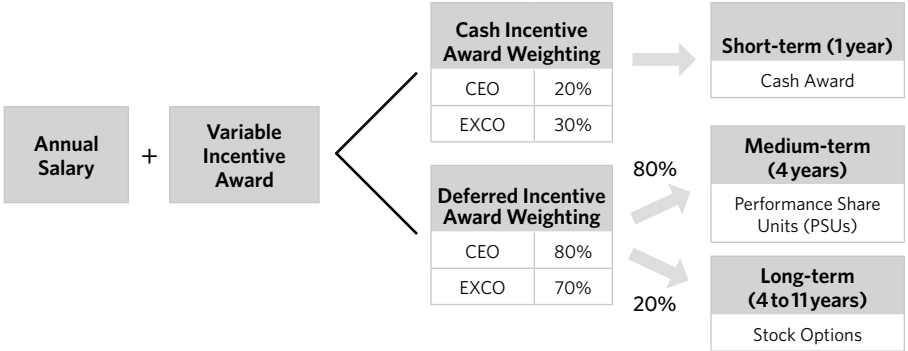 Annual
Salary
+
Variable
Incentive
Award
Cash Incentive
Award Weighting
CEO 20%
EXCO 30%
Deferred Incentive
Award Weighting
CEO 80%
EXCO 70%
80%
20%
Short-term (1 year)
Cash Award
Medium-term
(4 years)
Performance Share
Units (PSUs)
Long-term
(4 to 11 years)
Stock Options